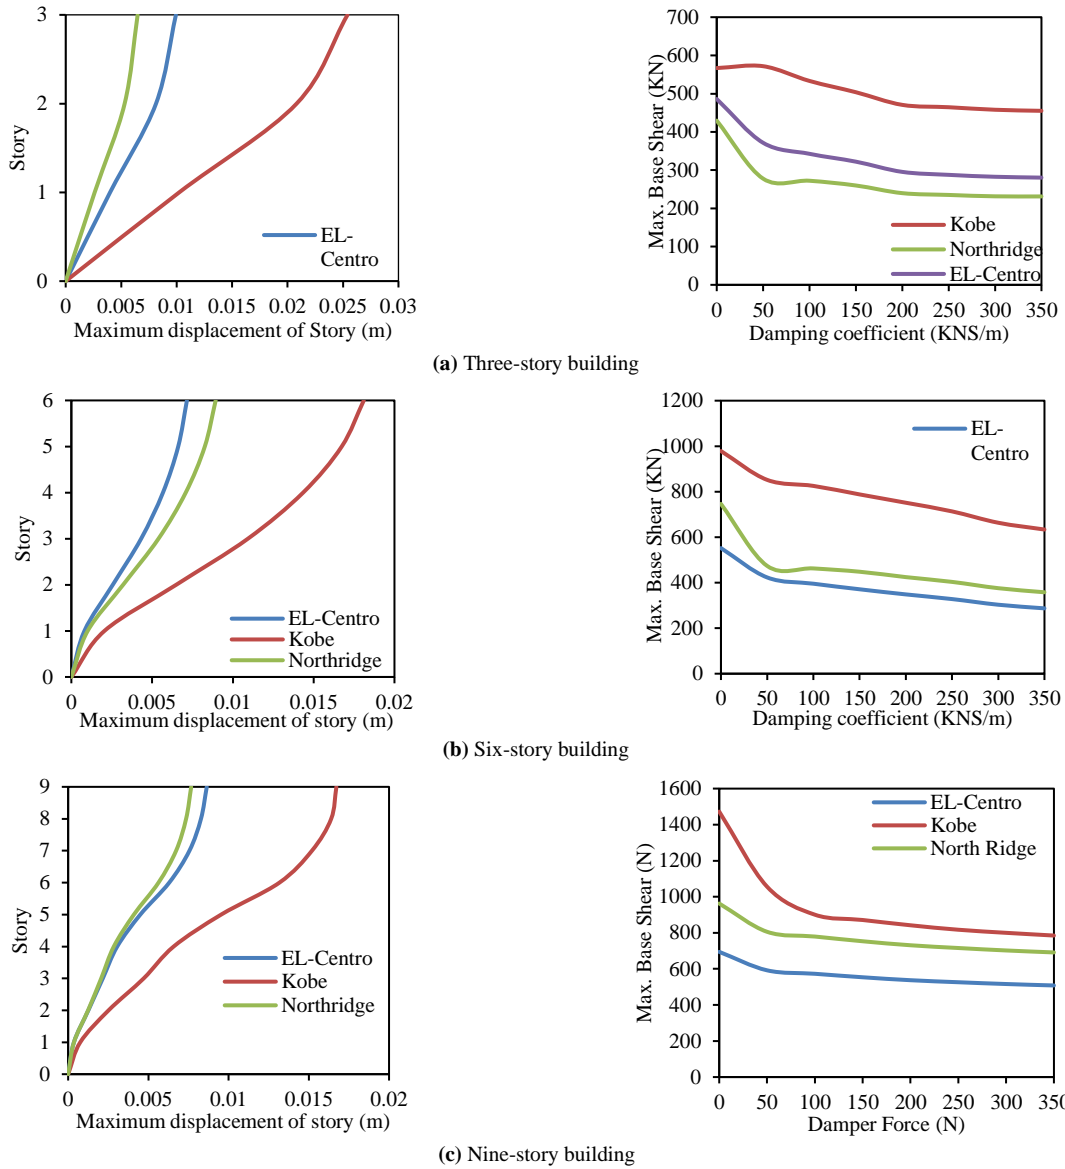 3
2
1
0
Story
0 0.005 0.01 0.015 0.02 0.025 0.03
Maximum displacement of Story (m)
EL-
Centro
700
600
500
400
300
200
100
0
Max. Base Shear (KN)
0 50 100 150 200 250 300 350
Damping coefficient (KNS/m)
Kobe
Northridge
EL-Centro
(a) Three-story building
6
5
4
3
2
1
0
Story
0 0.005 0.01 0.015 0.02
Maximum displacement of story (m)
EL-Centro
Kobe
Northridge
1200
1000
800
600
400
200
0
Max. Base Shear (KN)
0 50 100 150 200 250 300 350
Damping coefficient (KNS/m)
EL-
Centro
(b) Six-story building
9
8
7
6
5
4
3
2
1
0
Story
0 0.005 0.01 0.015 0.02
Maximum displacement of story (m)
EL-Centro
Kobe
Northridge
1600
1400
1200
1000
800
600
400
200
0
Max. Base Shear (N)
0 50 100 150 200 250 300 350
Damper Force (N)
EL-Centro
Kobe
North Ridge
(c) Nine-story building